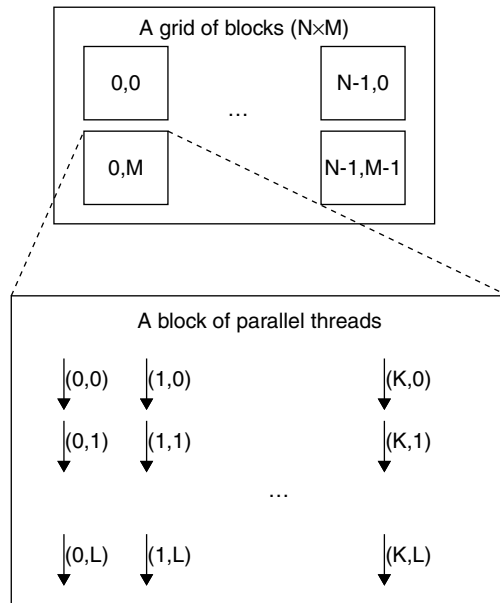 A grid of blocks (N×M)
0,0
N-1,0
...
0,M
N-1,M-1
A block of parallel threads
(0,0) (1,0) (K,0)
(0,1) (1,1) (K,1)
...
(0,L) (1,L) (K,L)